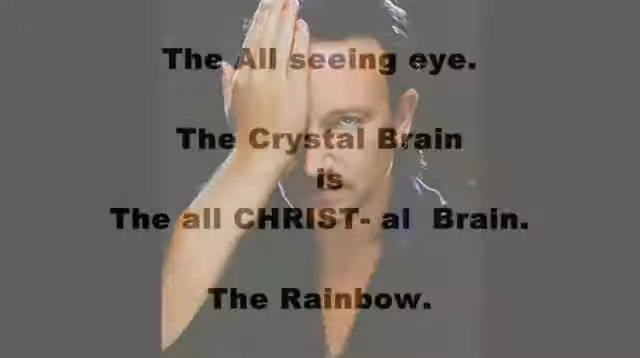 The All seeing eye.
The Crystal Brain
is
The all CHRIST- al  Brain.
The Rainbow.